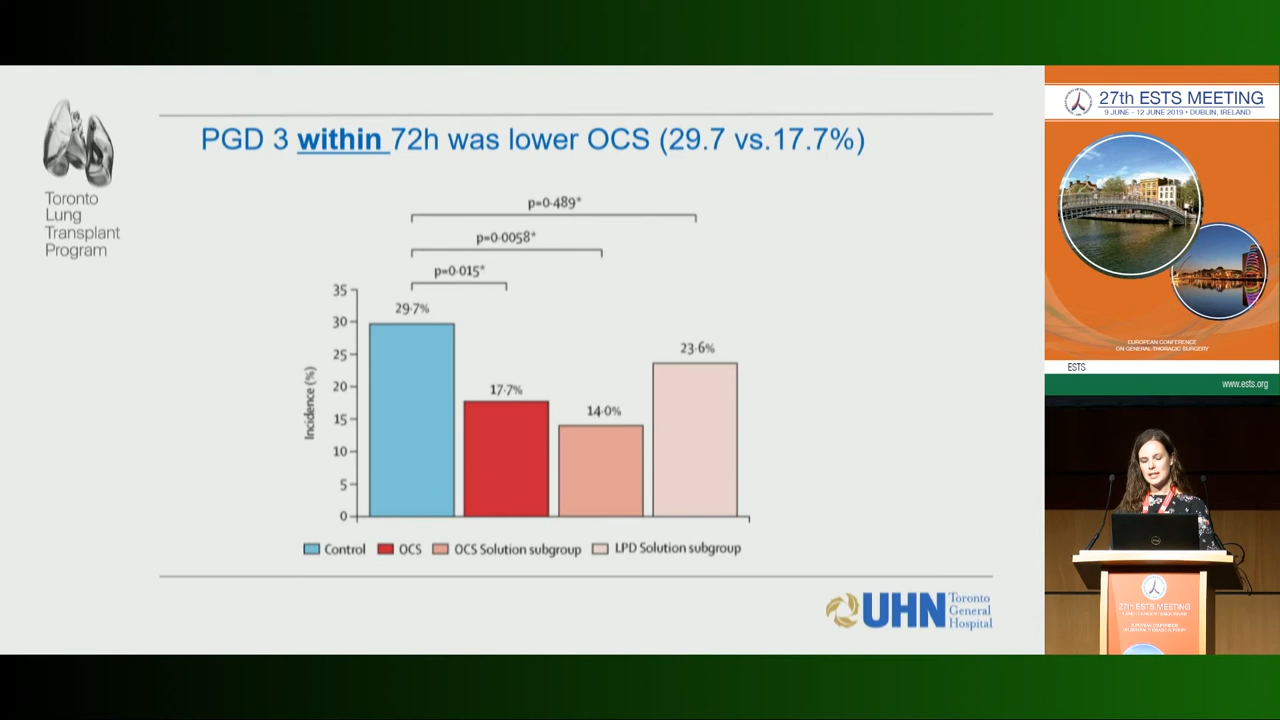 PGD 3 within 72h was lower OCS (29.7 vs.17.7%)
Toronto
Lung
Transplant
Program
p=0·489*
p=0·0058*
p=0·015*
35
30
25
20
15
10
5
0
Incidence (%)
29·7%
17·7%
14·0%
23·6%
Control
OCS
OCS Solution subgroup
LPD Solution subgroup
UHN
Toronto
General
Hospital
27th ESTS MEETING
9 JUNE - 12 JUNE 2019 • DUBLIN, IRELAND
EUROPEAN CONFERENCE
ON GENERAL THORACIC SURGERY
ESTS
www.ests.org
27th ESTS MEETING